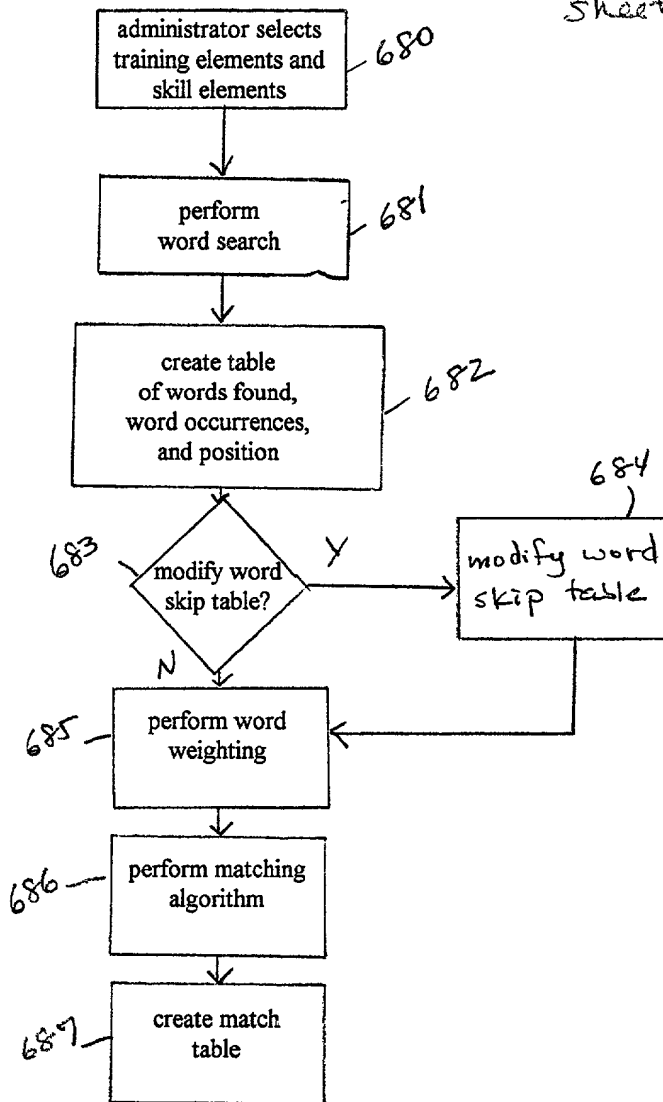 Sheet
administrator selects
training elements and
skill elements
680
perform
word search
681
create table
of words found,
word occurrences,
and position
682
684
683
modify word
skip table?
Y
modify word
skip table
N
685
perform word
weighting
686
perform matching
algorithm
687
create match
table